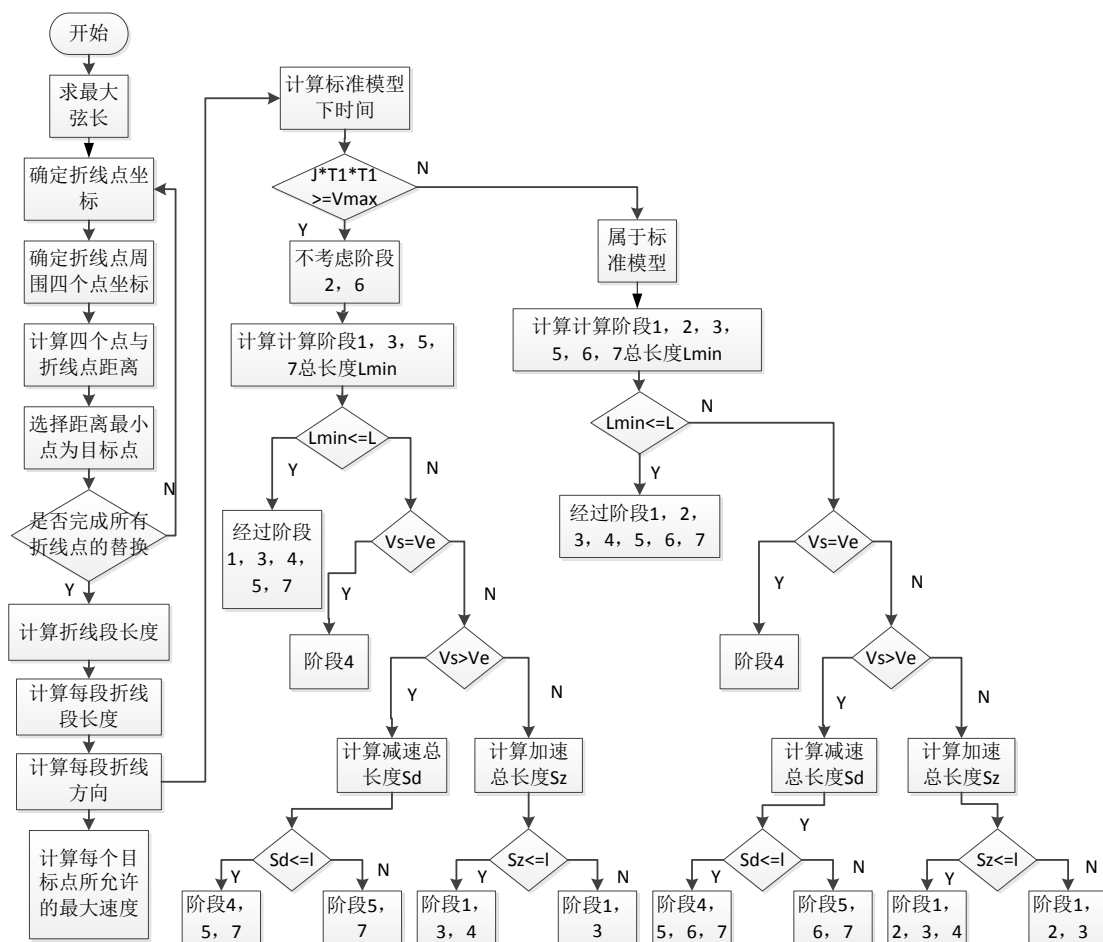 开始
求最大
弦长
确定折线点坐
标
确定折线点周
围四个点坐标
计算四个点与
折线点距离
选择距离最小
点为目标点
N
是否完成所有
折线点的替换
Y
计算折线段长度
计算每段折线
段长度
计算每段折线
方向
计算每个目
标点所允许
的最大速度
计算标准模型
下时间
J*T1*T1
>=Vmax
N
Y
不考虑阶段
2，6
计算计算阶段1，3，5，
7总长度Lmin
Lmin<=L
Y
N
经过阶段
1，3，4，
5，7
Vs=Ve
Y
N
阶段4
Vs>Ve
Y
N
计算减速总
长度Sd
计算加速
总长度Sz
Sd<=l
Y
N
阶段4，
5，7
阶段5，
7
Sz<=l
Y
N
阶段1，
3，4
阶段1，
3
属于标
准模型
计算计算阶段1，2，3，
5，6，7总长度Lmin
Lmin<=L
N
Y
经过阶段1，2，
3，4，5，6，7
Vs=Ve
Y
N
阶段4
Vs>Ve
Y
N
计算减速
总长度Sd
计算加速
总长度Sz
Y
Sd<=l
Y
N
阶段4，
5，6，7
阶段5，
6，7
Sz<=l
Y
N
阶段1，
2，3，4
阶段1，
2，3